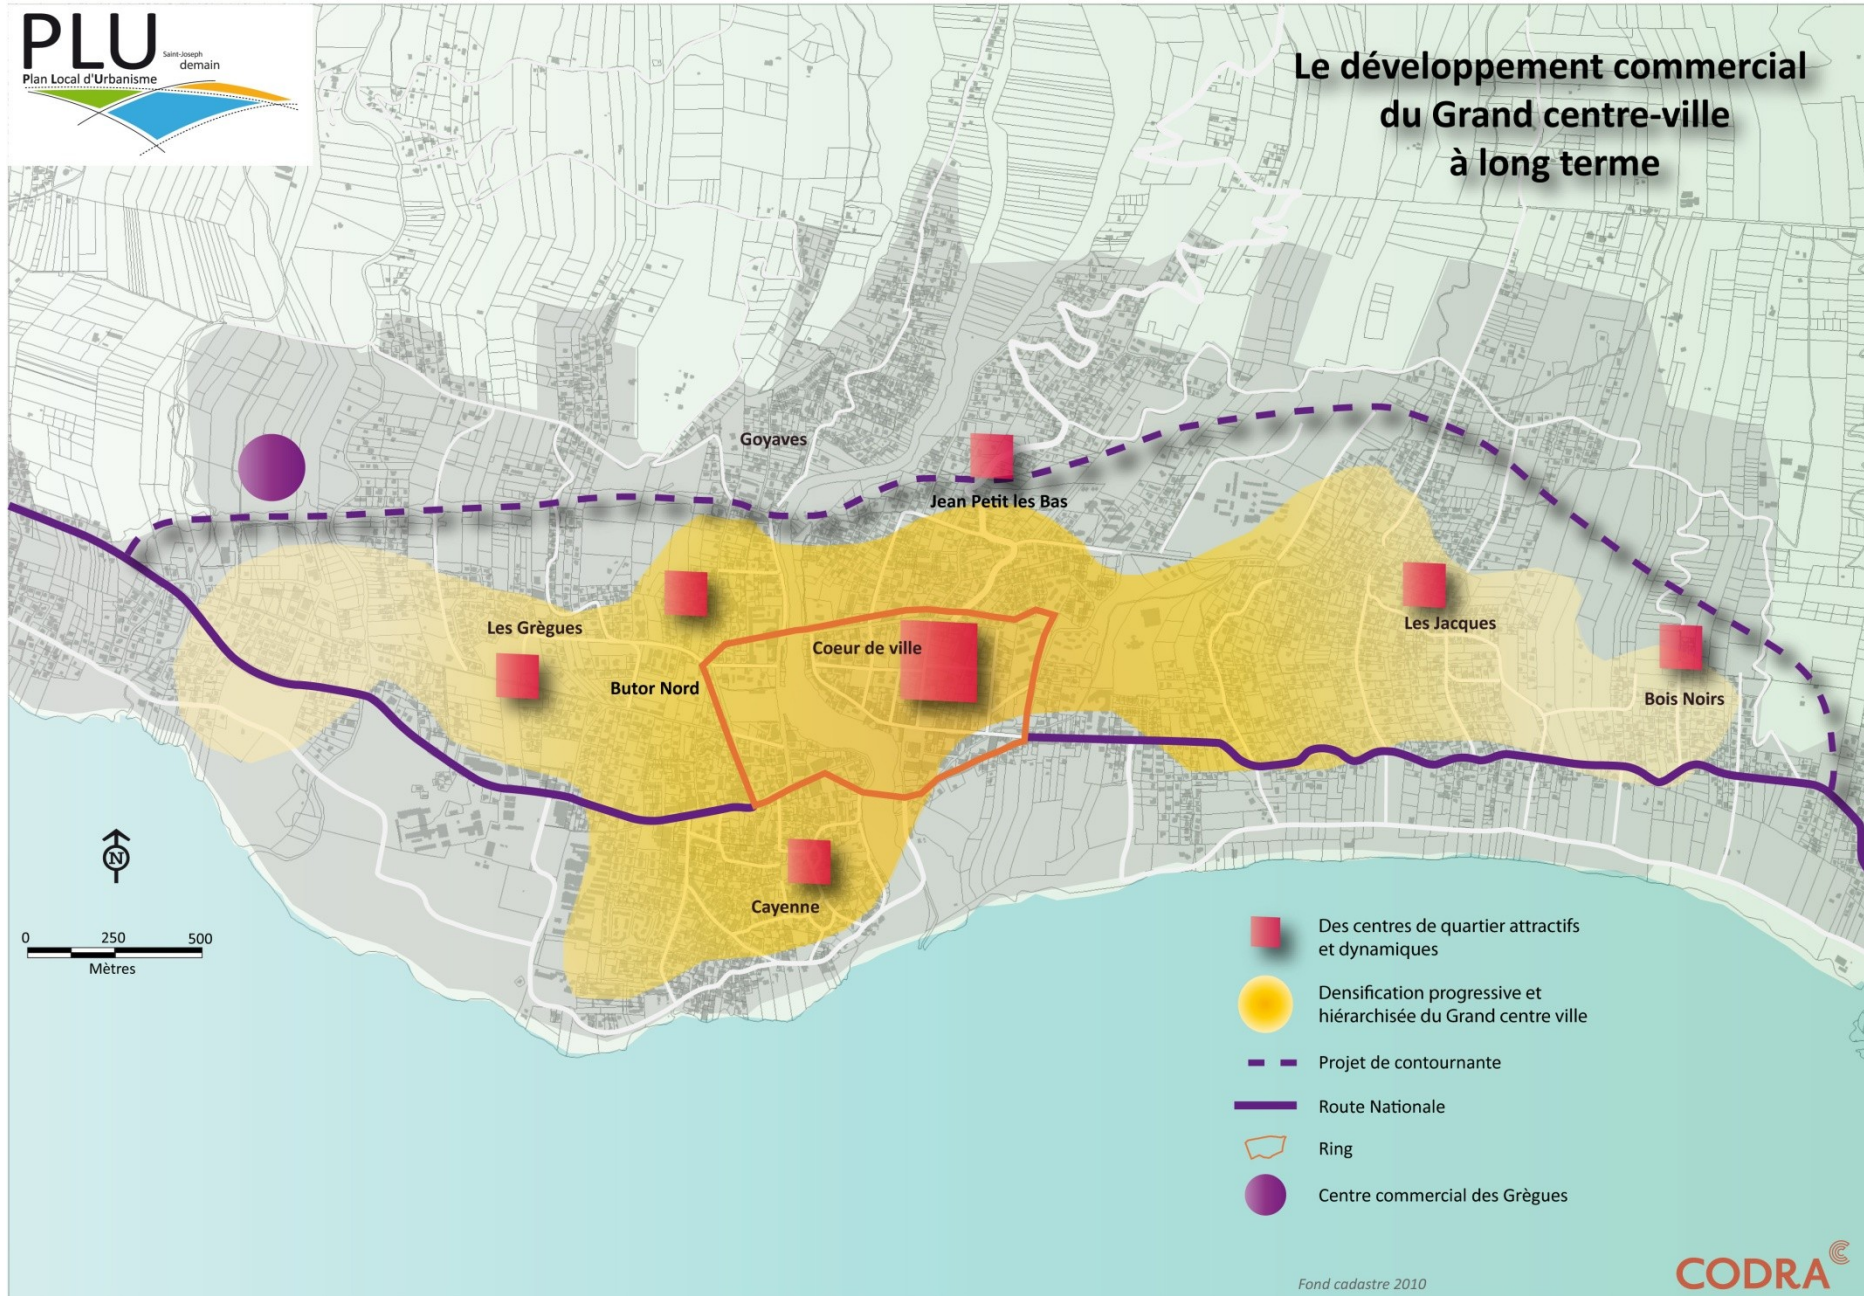 PLU
Saint-Joseph
demain
Plan Local d'Urbanisme
Le développement commercial
du Grand centre-ville
à long terme
Goyaves
Jean Petit les Bas
Les Grègues
Coeur de ville
Les Jacques
Butor Nord
Bois Noirs
Cayenne
N
0 250 500
Mètres
Des centres de quartier attractifs
et dynamiques
Densification progressive et
hiérarchisée du Grand centre ville
Projet de contournante
Route Nationale
Ring
Centre commercial des Grègues
Fond cadastre 2010
CODRA